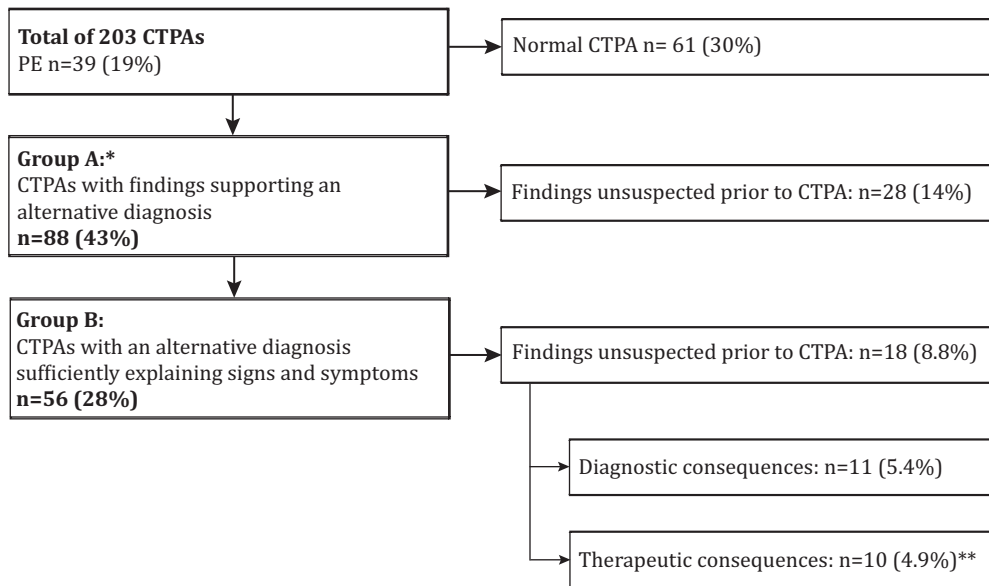 Total of 203 CTPAs
PE n=39 (19%)
Normal CTPA n= 61 (30%)
Group A:*
CTPAs with findings supporting an
alternative diagnosis
n=88 (43%)
Findings unsuspected prior to CTPA: n=28 (14%)
Group B:
CTPAs with an alternative diagnosis
sufficiently explaining signs and symptoms
n=56 (28%)
Findings unsuspected prior to CTPA: n=18 (8.8%)
Diagnostic consequences: n=11 (5.4%)
Therapeutic consequences: n=10 (4.9%)**